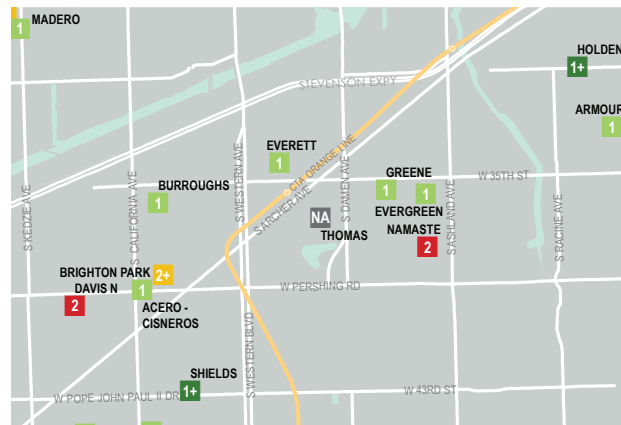 MADERO
1
HOLDEN
1+
STEVENSON EXPY
ARMOUR
1
EVERETT
1
CTA ORANGE LINE
S ARCHER AVE
S WESTERN AVE
S DAMEN AVE
GREENE
1
W 35TH ST
1
EVERGREEN
NAMASTE
2
BURROUGHS
1
S KEDZIE AVE
S CALIFORNIA AVE
NA
THOMAS
S ASHLAND AVE
S RACINE AVE
BRIGHTON PARK
2+
DAVIS N
2
1
ACERO -
CISNEROS
W PERSHING RD
S WESTERN BLVD
SHIELDS
1+
W POPE JOHN PAUL II DR
W 43RD ST